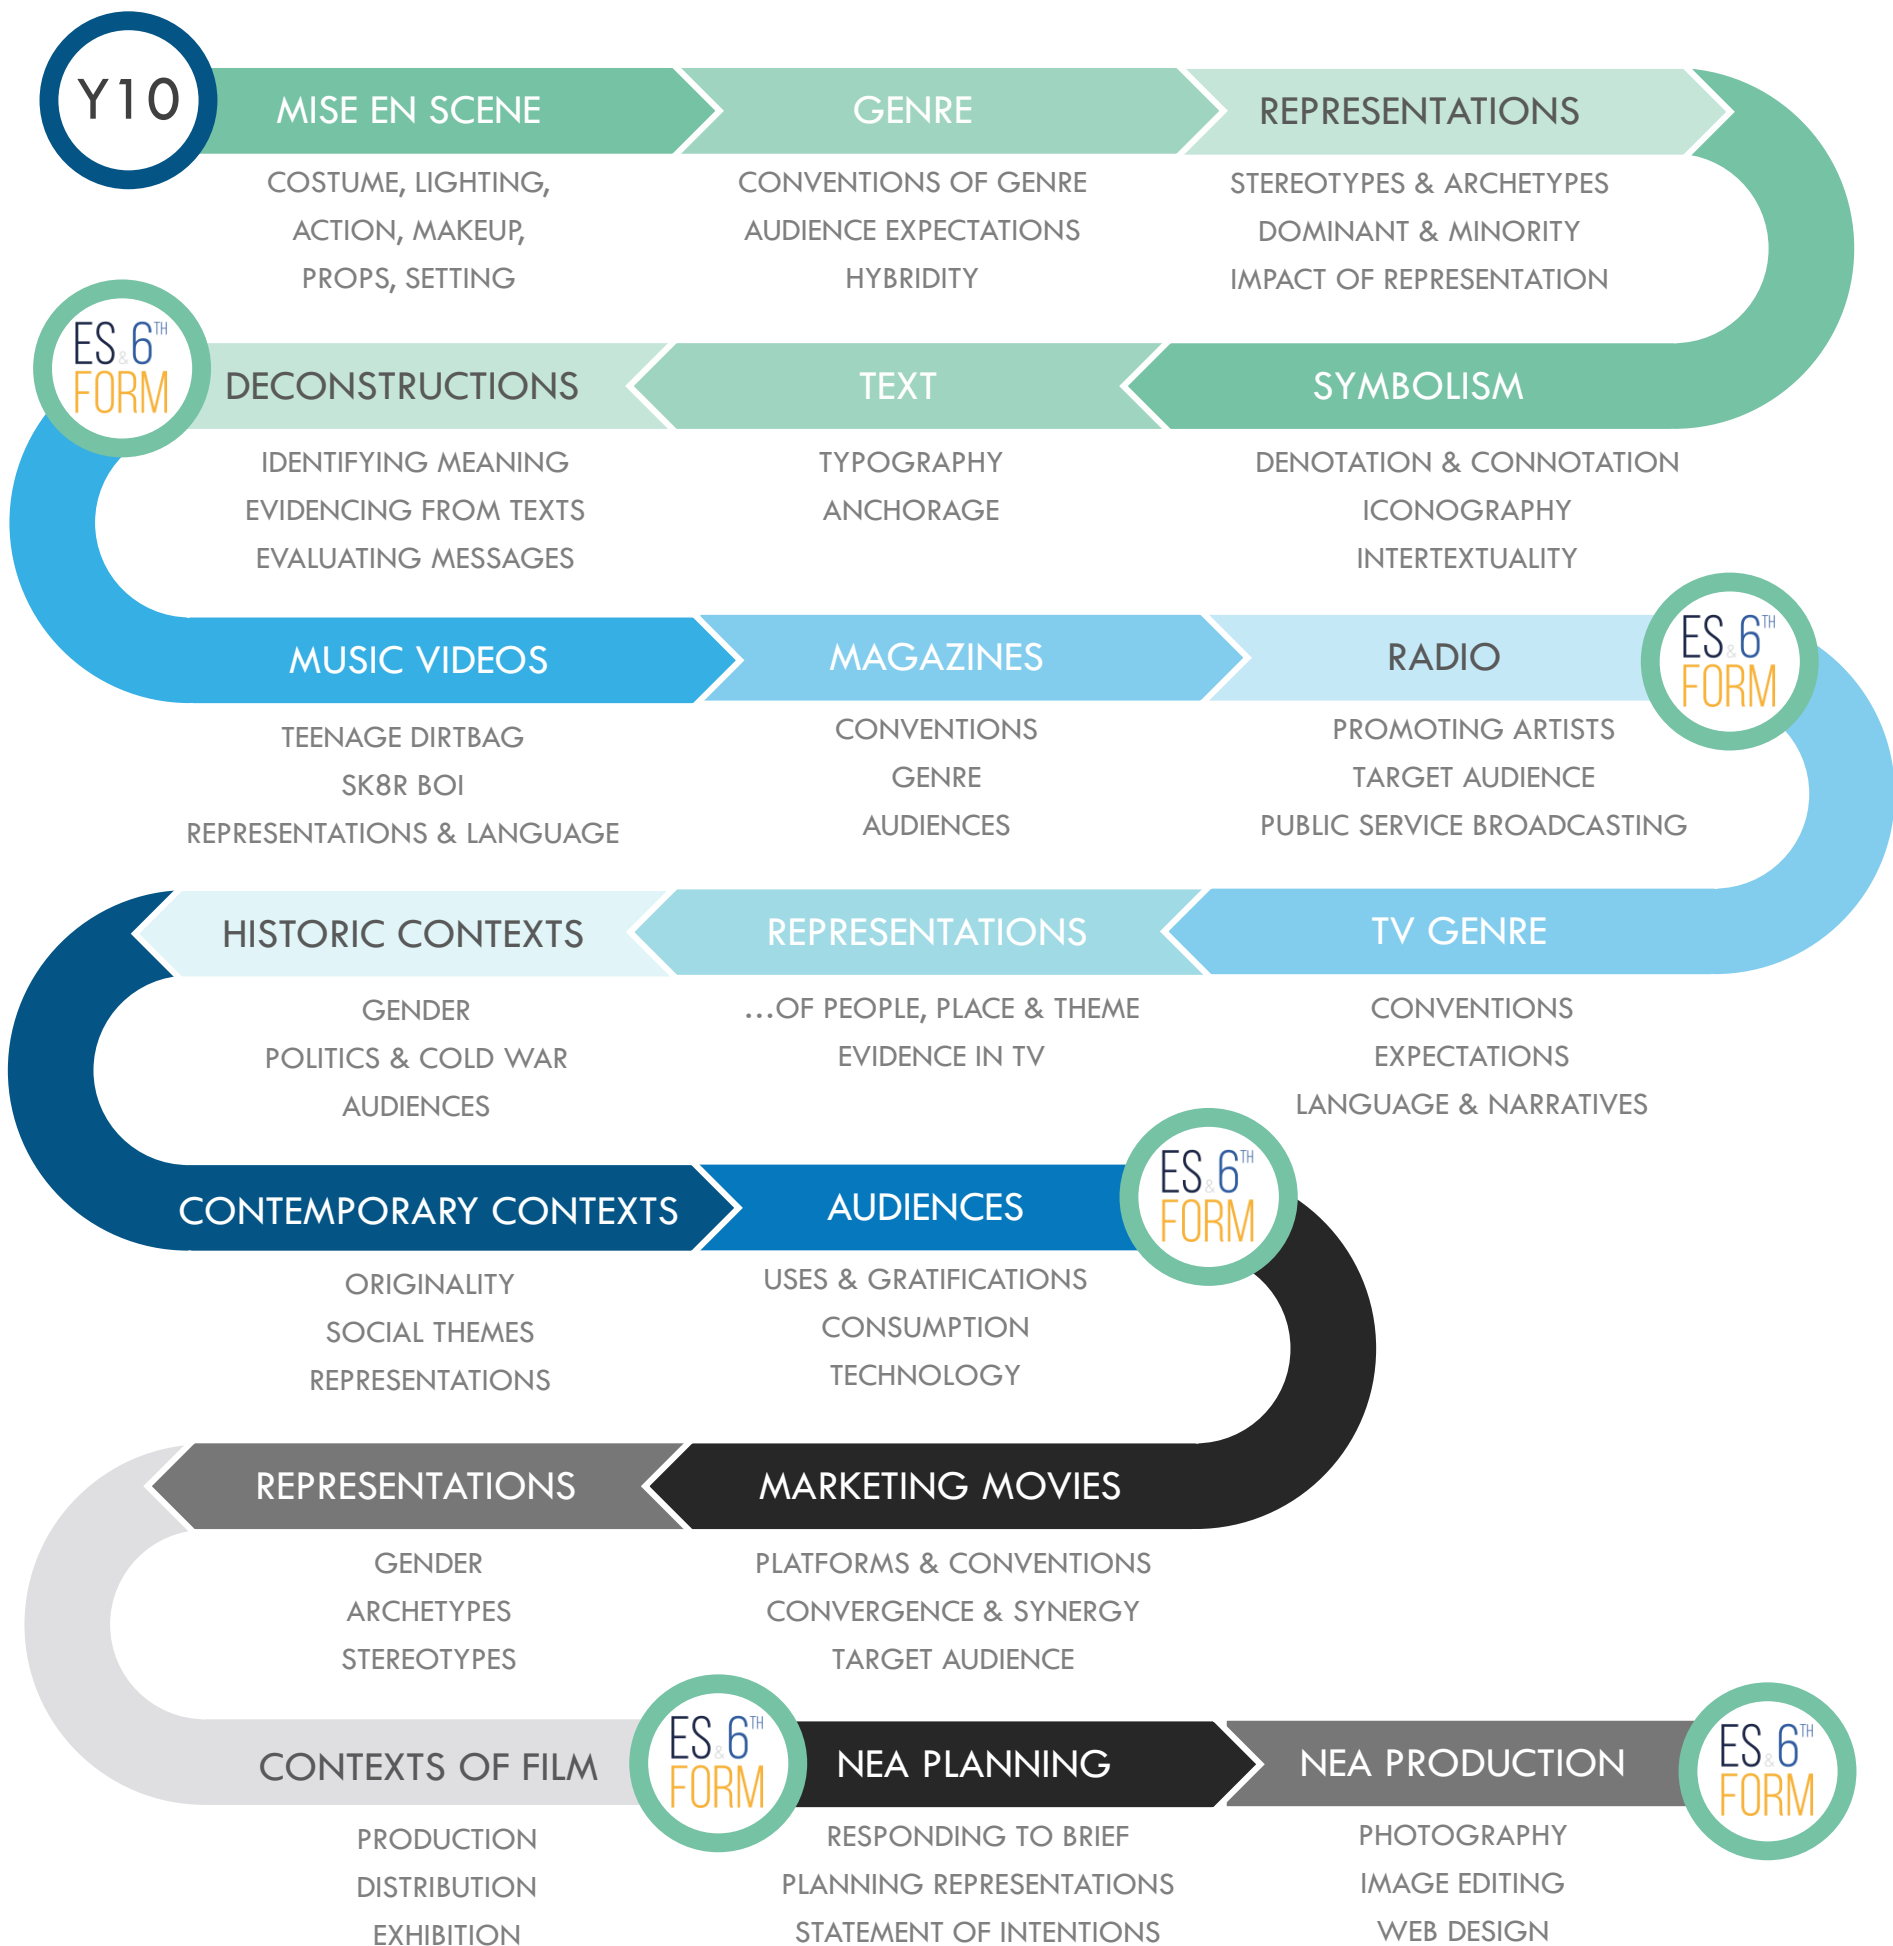 Y10
MISE EN SCENE
COSTUME, LIGHTING,
ACTION, MAKEUP,
PROPS, SETTING
GENRE
CONVENTIONS OF GENRE
AUDIENCE EXPECTATIONS
HYBRIDITY
REPRESENTATIONS
STEREOTYPES & ARCHETYPES
DOMINANT & MINORITY
IMPACT OF REPRESENTATION
SYMBOLISM
DENOTATION & CONNOTATION
ICONOGRAPHY
INTERTEXTUALITY
TEXT
TYPOGRAPHY
ANCHORAGE
DECONSTRUCTIONS
IDENTIFYING MEANING
EVIDENCING FROM TEXTS
EVALUATING MESSAGES
ES & 6TH
FORM
MUSIC VIDEOS
TEENAGE DIRTBAG
SK8R BOI
REPRESENTATIONS & LANGUAGE
MAGAZINES
CONVENTIONS
GENRE
AUDIENCES
RADIO
PROMOTING ARTISTS
TARGET AUDIENCE
PUBLIC SERVICE BROADCASTING
ES & 6TH
FORM
TV GENRE
CONVENTIONS
EXPECTATIONS
LANGUAGE & NARRATIVES
REPRESENTATIONS
...OF PEOPLE, PLACE & THEME
EVIDENCE IN TV
HISTORIC CONTEXTS
GENDER
POLITICS & COLD WAR
AUDIENCES
CONTEMPORARY CONTEXTS
ORIGINALITY
SOCIAL THEMES
REPRESENTATIONS
AUDIENCES
USES & GRATIFICATIONS
CONSUMPTION
TECHNOLOGY
ES & 6TH
FORM
MARKETING MOVIES
PLATFORMS & CONVENTIONS
CONVERGENCE & SYNERGY
TARGET AUDIENCE
REPRESENTATIONS
GENDER
ARCHETYPES
STEREOTYPES
CONTEXTS OF FILM
PRODUCTION
DISTRIBUTION
EXHIBITION
ES & 6TH
FORM
NEA PLANNING
RESPONDING TO BRIEF
PLANNING REPRESENTATIONS
STATEMENT OF INTENTIONS
NEA PRODUCTION
PHOTOGRAPHY
IMAGE EDITING
WEB DESIGN
ES & 6TH
FORM